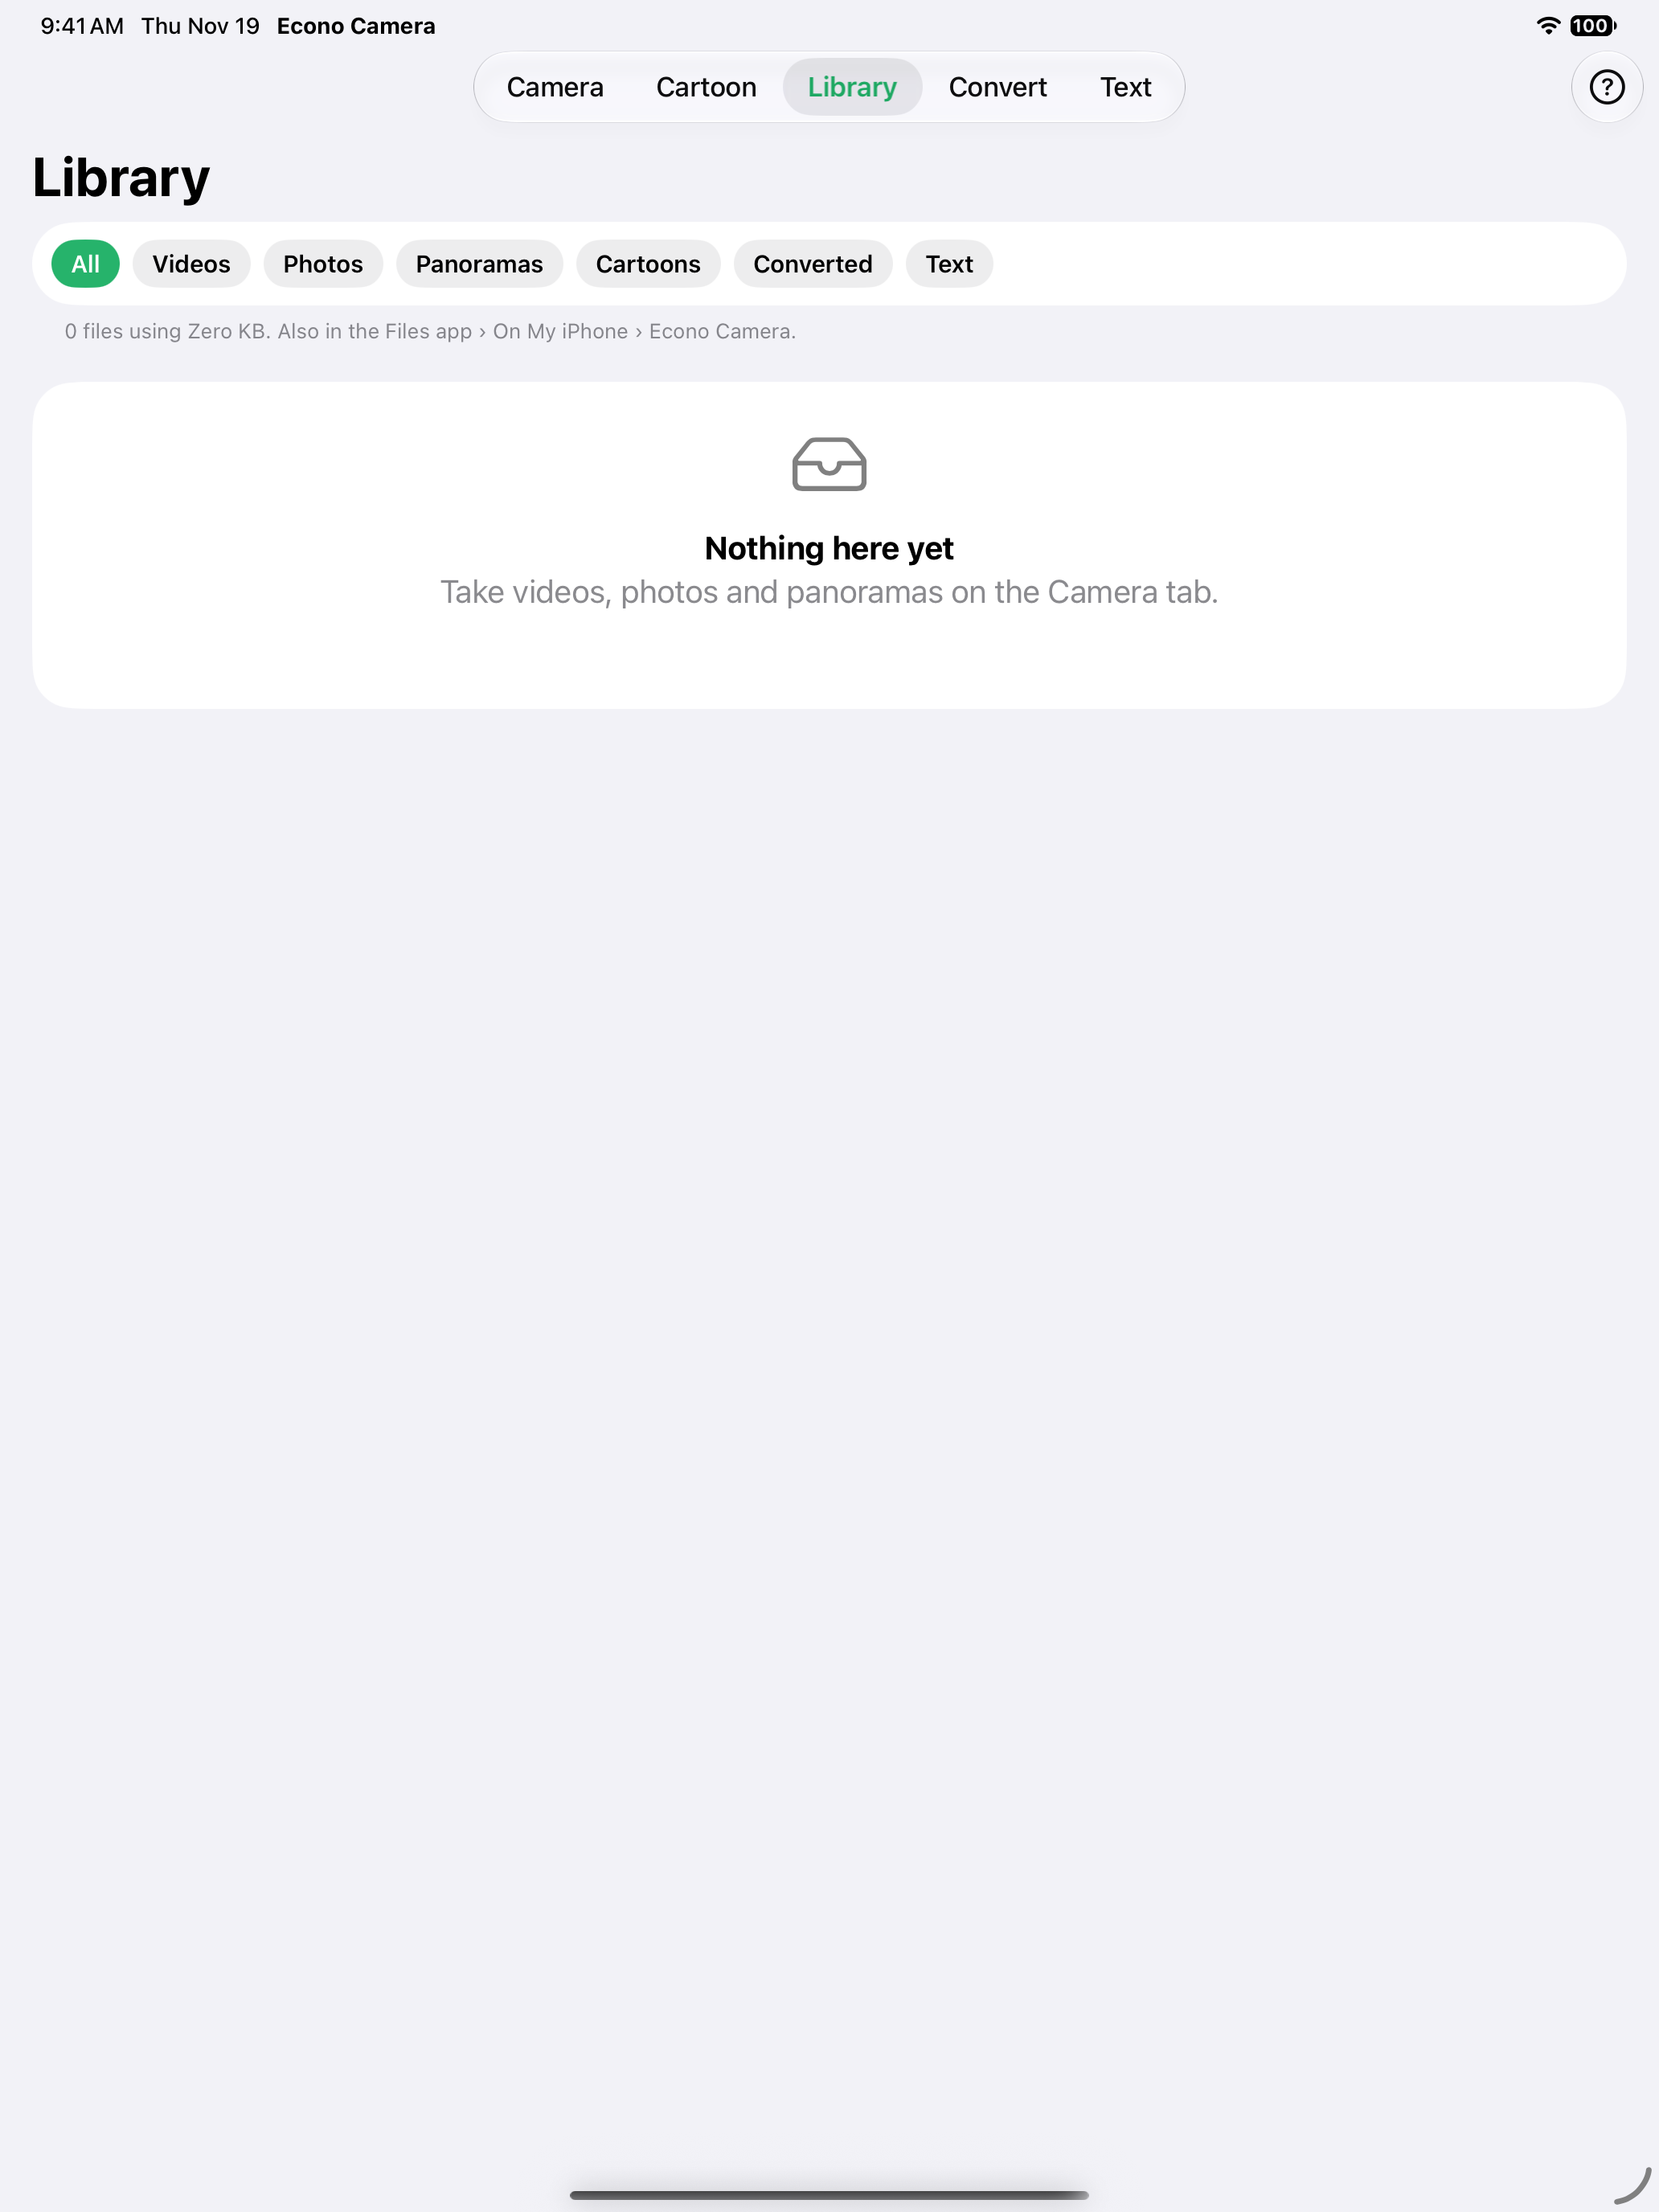 9:41 AM Thu Nov 19 Econo Camera 100
Camera Cartoon Library Convert Text ?
Library
All Videos Photos Panoramas Cartoons Converted Text
0 files using Zero KB. Also in the Files app › On My iPhone › Econo Camera.
Nothing here yet
Take videos, photos and panoramas on the Camera tab.